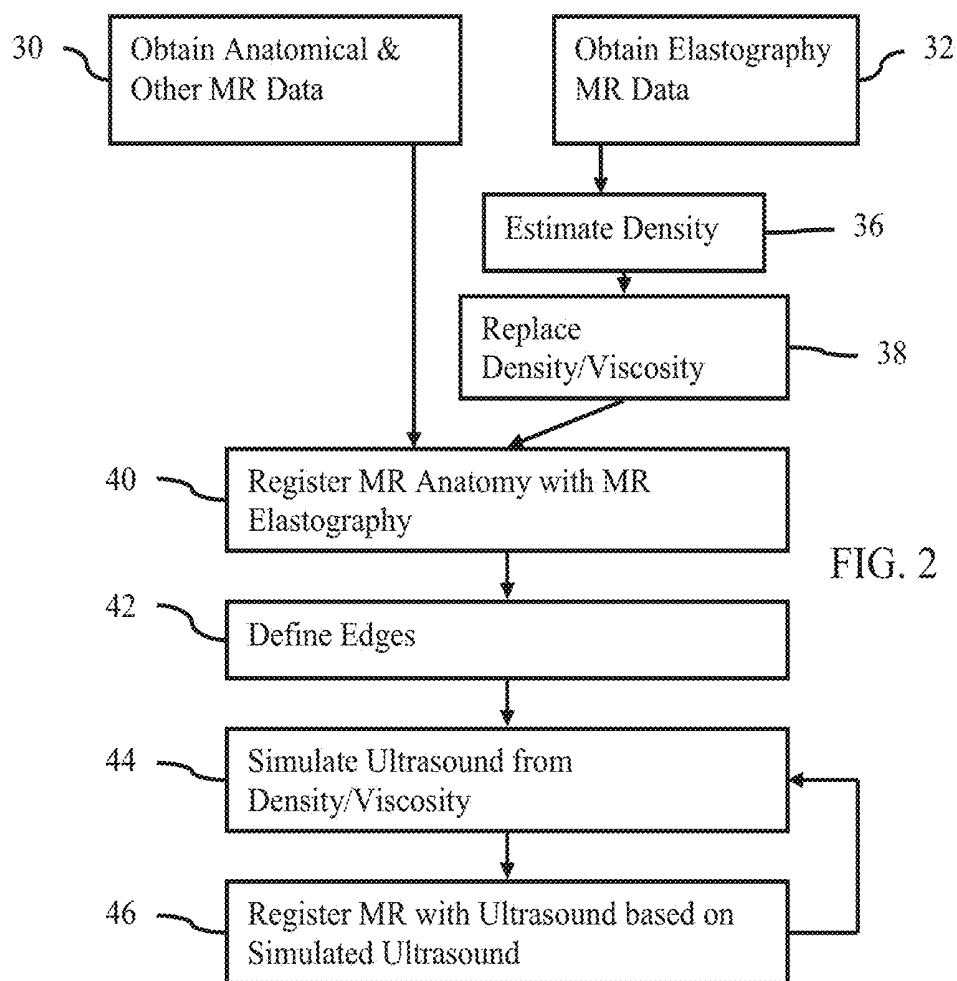 30
Obtain Anatomical &
Other MR Data
Obtain Elastography
MR Data
32
Estimate Density
36
Replace
Density/Viscosity
38
40
Register MR Anatomy with MR
Elastography
FIG. 2
42
Define Edges
44
Simulate Ultrasound from
Density/Viscosity
46
Register MR with Ultrasound based on
Simulated Ultrasound